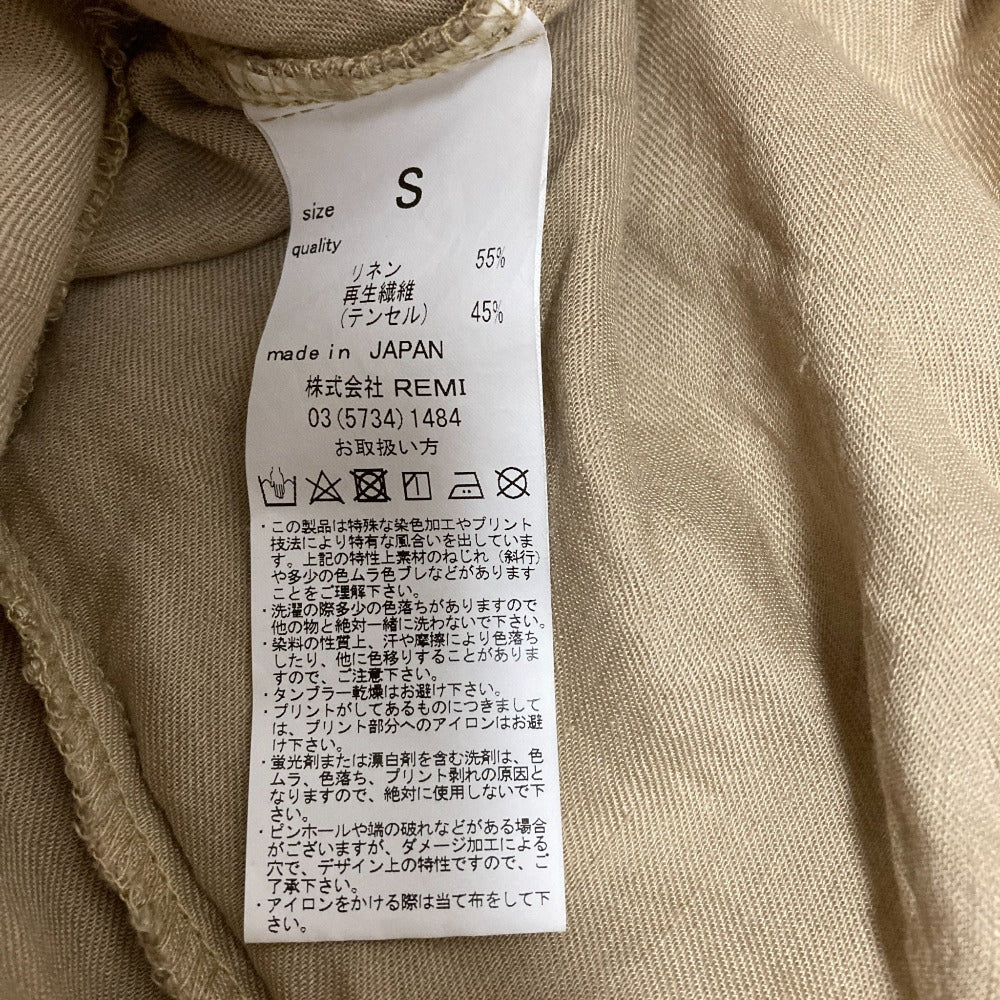 size S
quality
リネン 55%
再生繊維
(テンセル) 45%
made in JAPAN
株式会社 REMI
03(5734)1484
お取扱い方
・この製品は特殊な染色加工やプリント
技法により特有な風合いを出していま
す。上記の特性上素材のねじれ（斜行）
や多少の色ムラ色ブレなどがあります
ことをご理解下さい。
・洗濯の際多少の色落ちがありますので
他の物と絶対一緒に洗わないで下さい。
・染料の性質上、汗や摩擦により色落ち
したり、他に色移りすることがありま
すので、ご注意下さい。
・タンブラー乾燥はお避け下さい。
・プリントがしてあるものにつきまして
は、プリント部分へのアイロンはお避
け下さい。
・蛍光剤または漂白剤を含む洗剤は、色
ムラ、色落ち、プリント剥れの原因と
なりますので、絶対に使用しないで下
さい。
・ピンホールや端の破れなどがある場合
がございますが、ダメージ加工による
穴で、デザイン上の特性ですので、ご
了承下さい。
・アイロンをかける際は当て布をして下
さい。